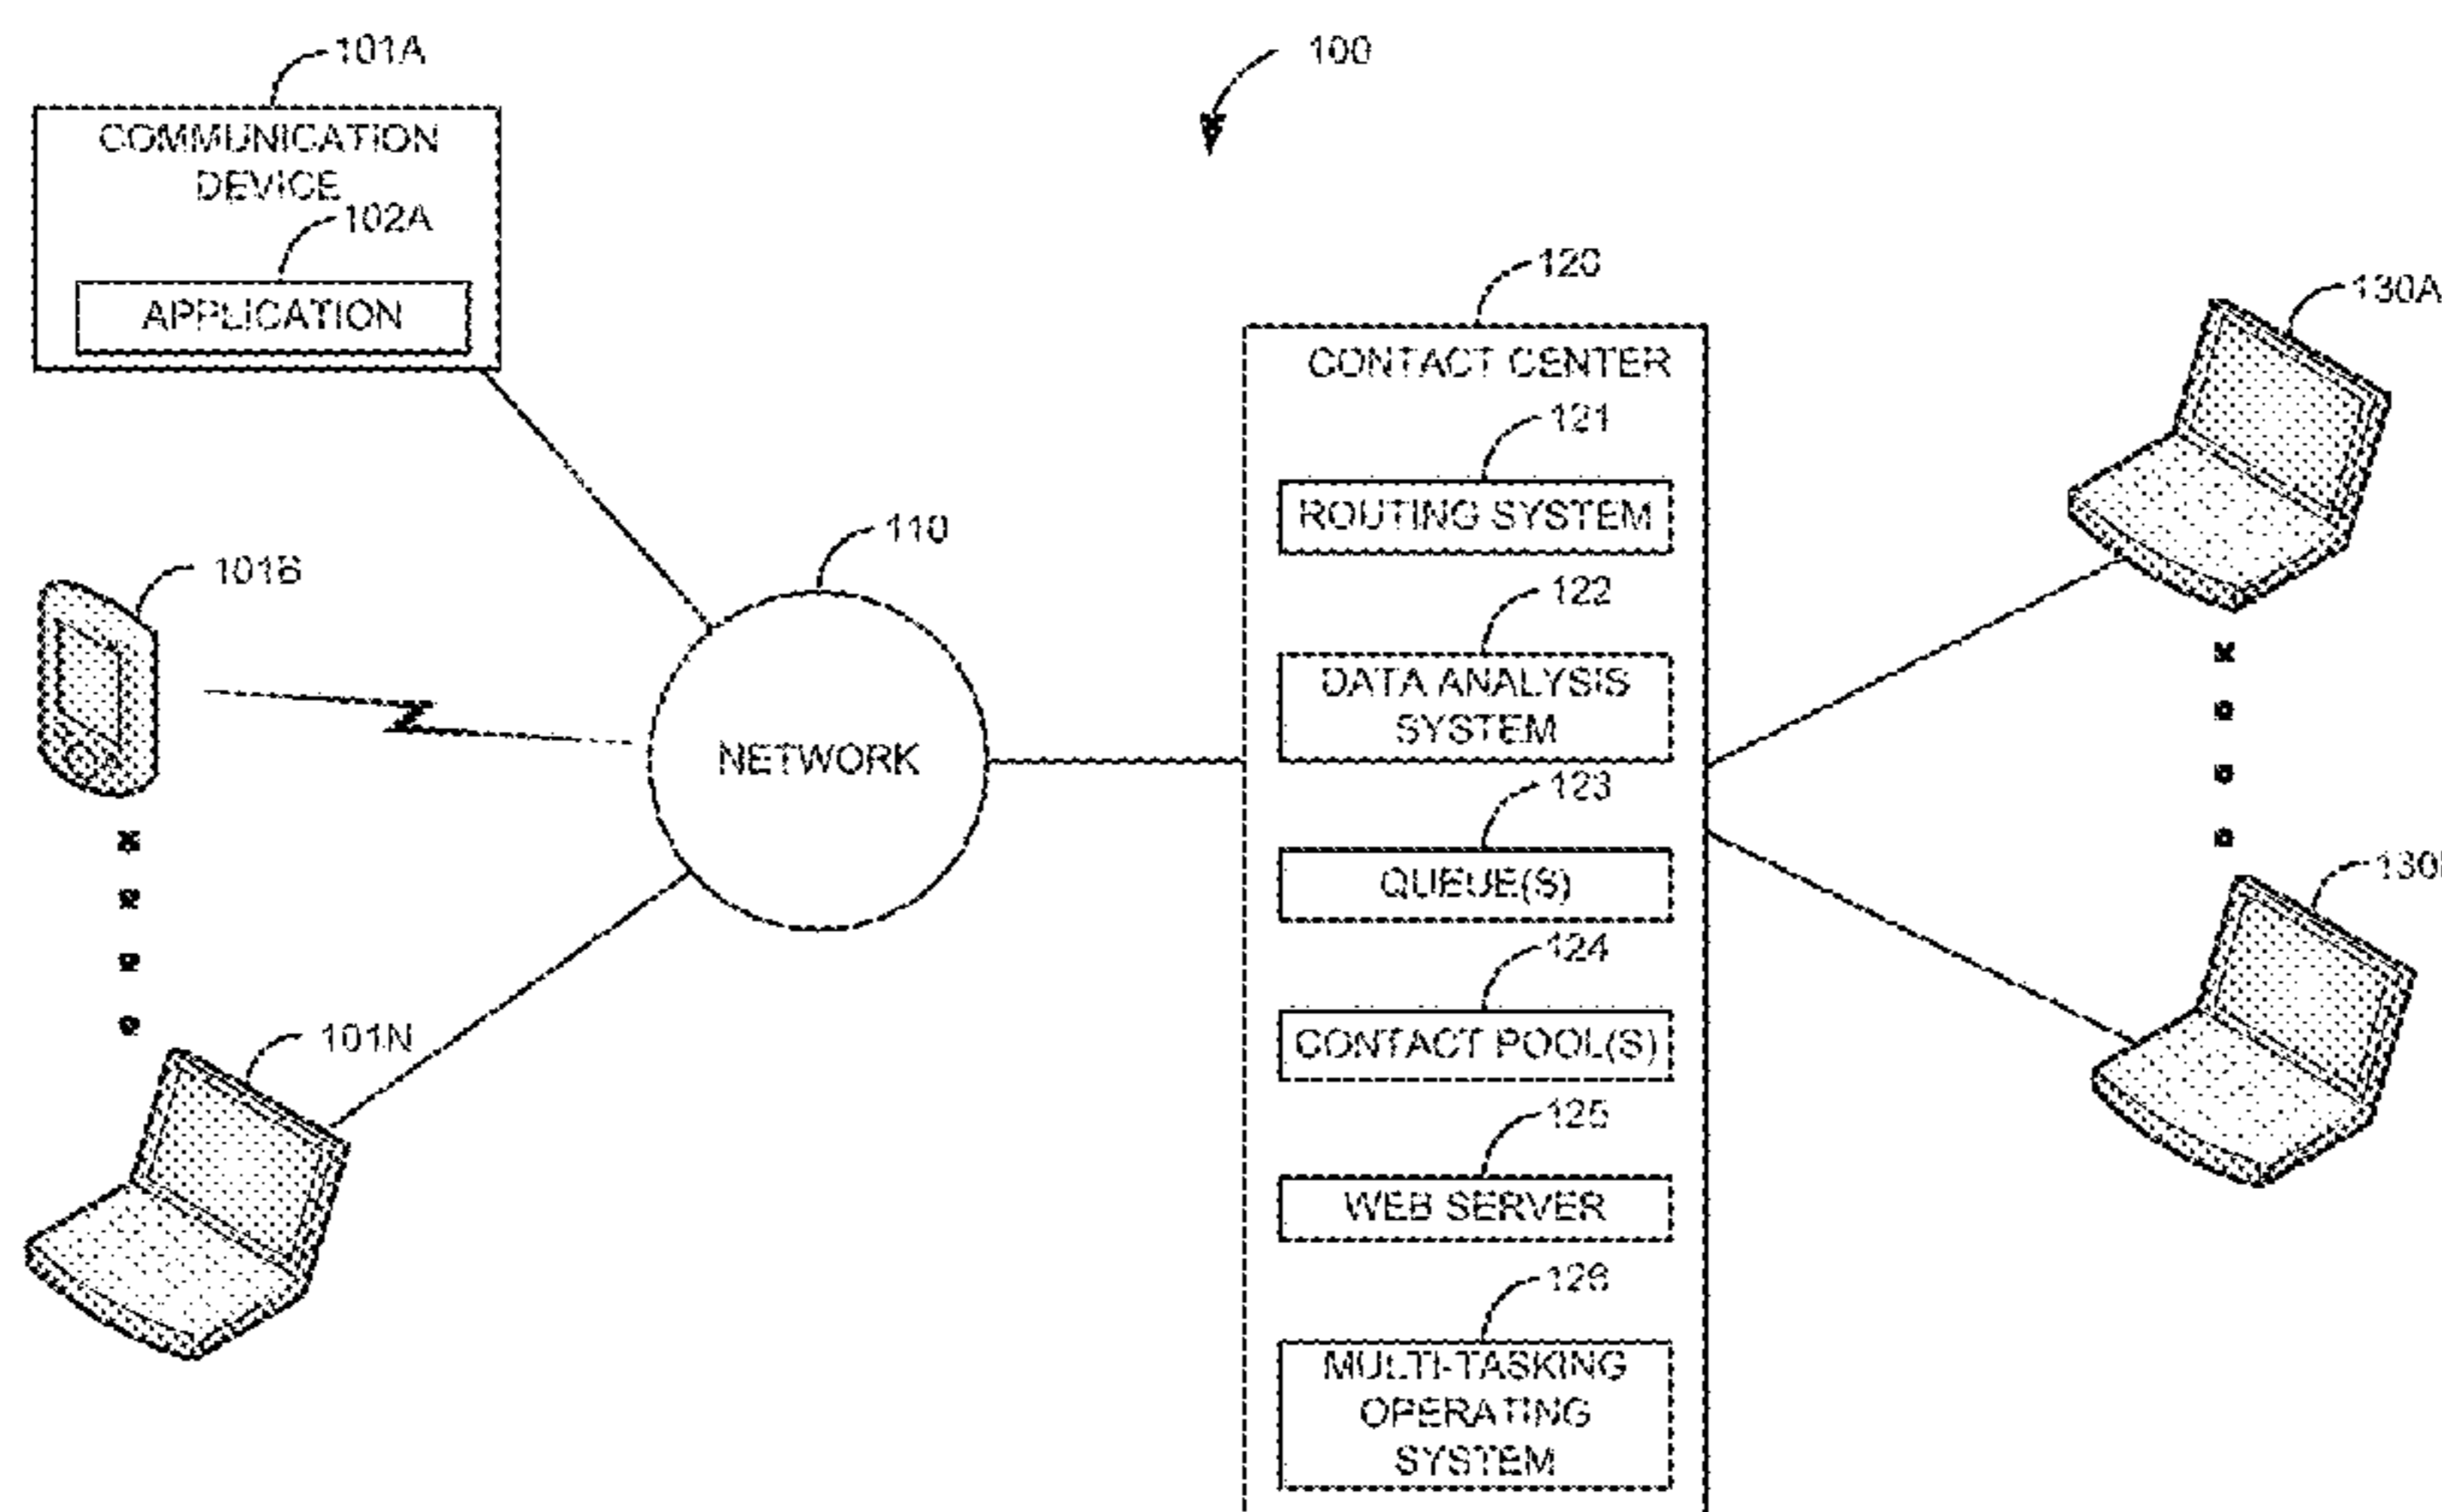 101A
100
COMMUNICATION
DEVICE
102A
APPLICATION
120
130A
CONTACT CENTER
121
ROUTING SYSTEM
110
101B
122
DATA ANALYSIS
SYSTEM
NETWORK
123
QUEUE(S)
124
CONTACT POOL(S)
101N
125
WEB SERVER
126
MULTI-TASKING
OPERATING
SYSTEM